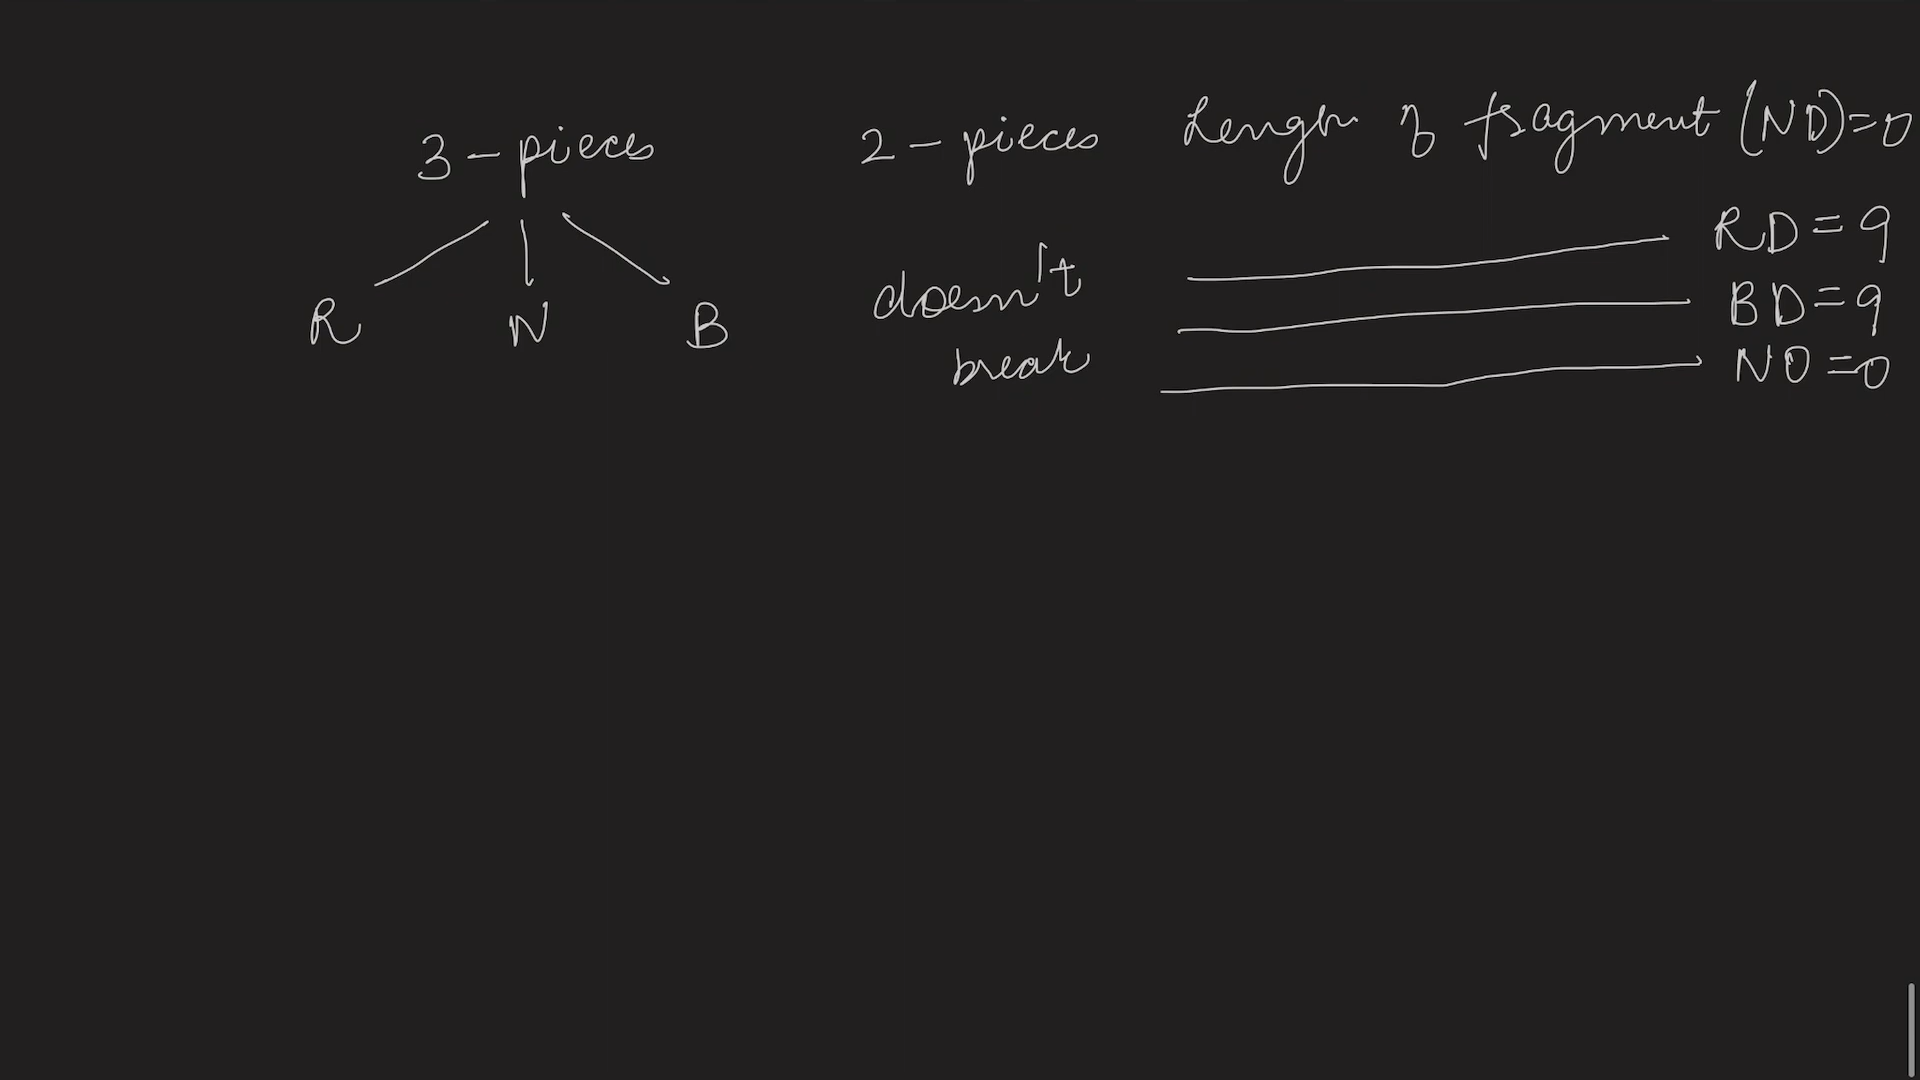 3-pieces 2-pieces Length of fragment (ND)=0
RD=9
doesn't BD=9
R N B break ND=0